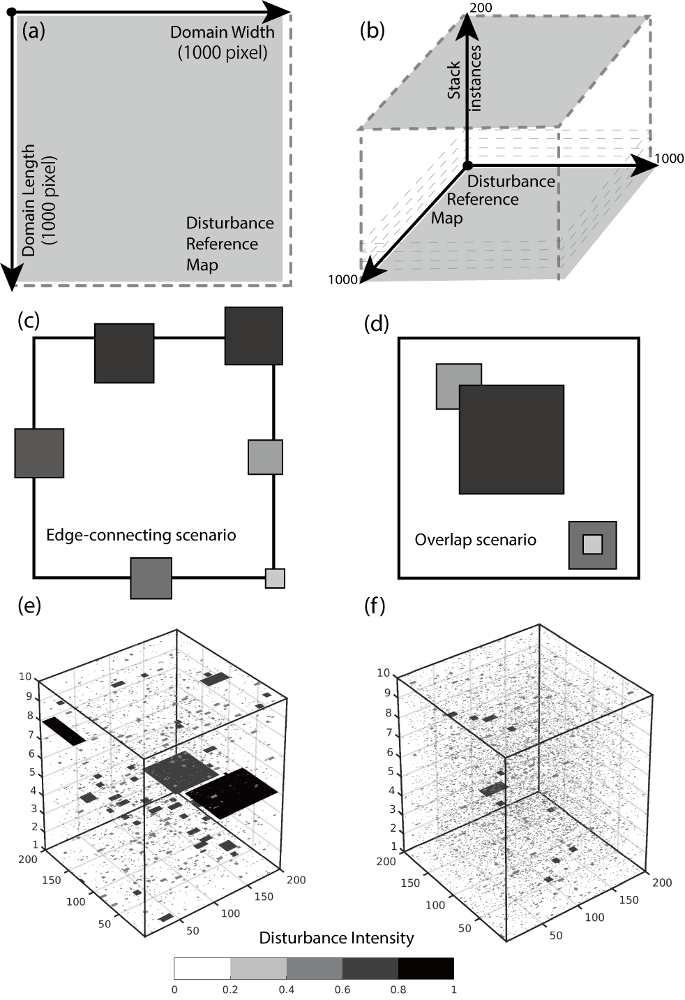 (a)
Domain Width
(1000 pixel)
Domain Length
(1000 pixel)
Disturbance
Reference
Map
(b)
200
Stack
instances
1000
Disturbance
Reference
Map
1000
(c)
Edge-connecting scenario
(d)
Overlap scenario
(e)
10
9
8
7
6
5
4
3
2
1
200
150
100
50
50
100
150
200
(f)
10
9
8
7
6
5
4
3
2
1
200
150
100
50
50
100
150
200
Disturbance Intensity
0 0.2 0.4 0.6 0.8 1